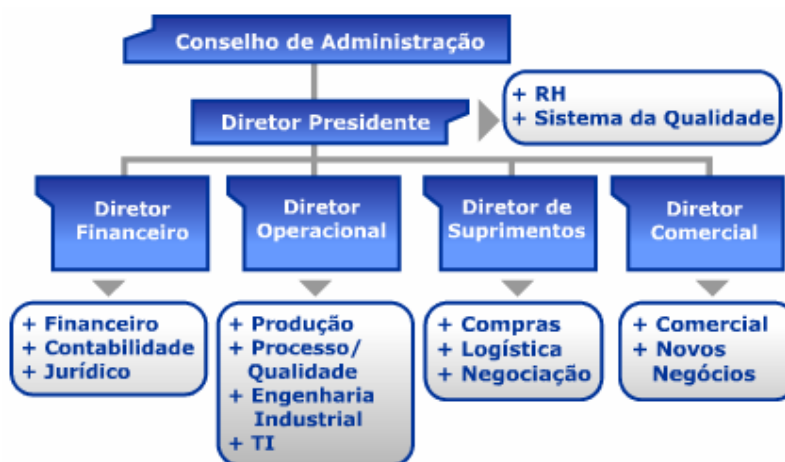 Conselho de Administração
Diretor Presidente
+ RH
+ Sistema da Qualidade
Diretor
Financeiro
Diretor
Operacional
Diretor de
Suprimentos
Diretor
Comercial
+ Financeiro
+ Contabilidade
+ Jurídico
+ Produção
+ Processo/
Qualidade
+ Engenharia
Industrial
+ TI
+ Compras
+ Logística
+ Negociação
+ Comercial
+ Novos
Negócios